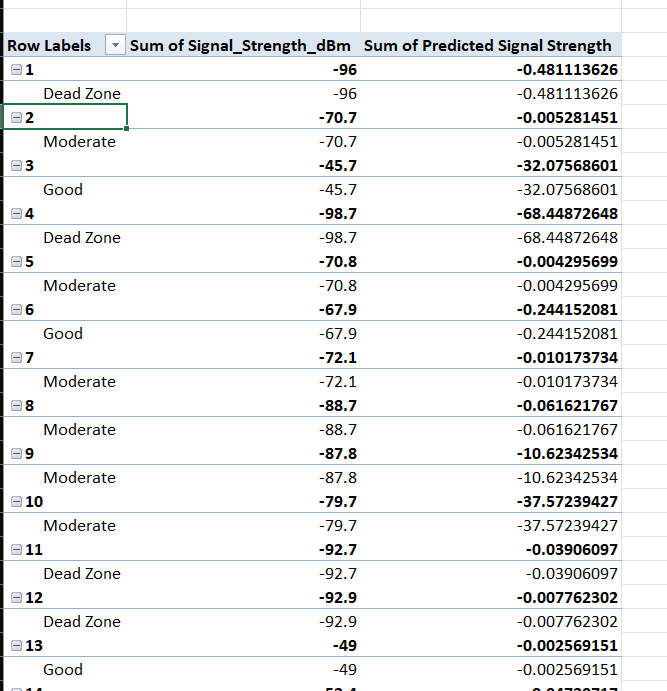 Row Labels Sum of Signal_Strength_dBm Sum of Predicted Signal Strength
1 -96 -0.481113626
Dead Zone -96 -0.481113626
2 -70.7 -0.005281451
Moderate -70.7 -0.005281451
3 -45.7 -32.07568601
Good -45.7 -32.07568601
4 -98.7 -68.44872648
Dead Zone -98.7 -68.44872648
5 -70.8 -0.004295699
Moderate -70.8 -0.004295699
6 -67.9 -0.244152081
Good -67.9 -0.244152081
7 -72.1 -0.010173734
Moderate -72.1 -0.010173734
8 -88.7 -0.061621767
Moderate -88.7 -0.061621767
9 -87.8 -10.62342534
Moderate -87.8 -10.62342534
10 -79.7 -37.57239427
Moderate -79.7 -37.57239427
11 -92.7 -0.03906097
Dead Zone -92.7 -0.03906097
12 -92.9 -0.007762302
Dead Zone -92.9 -0.007762302
13 -49 -0.002569151
Good -49 -0.002569151